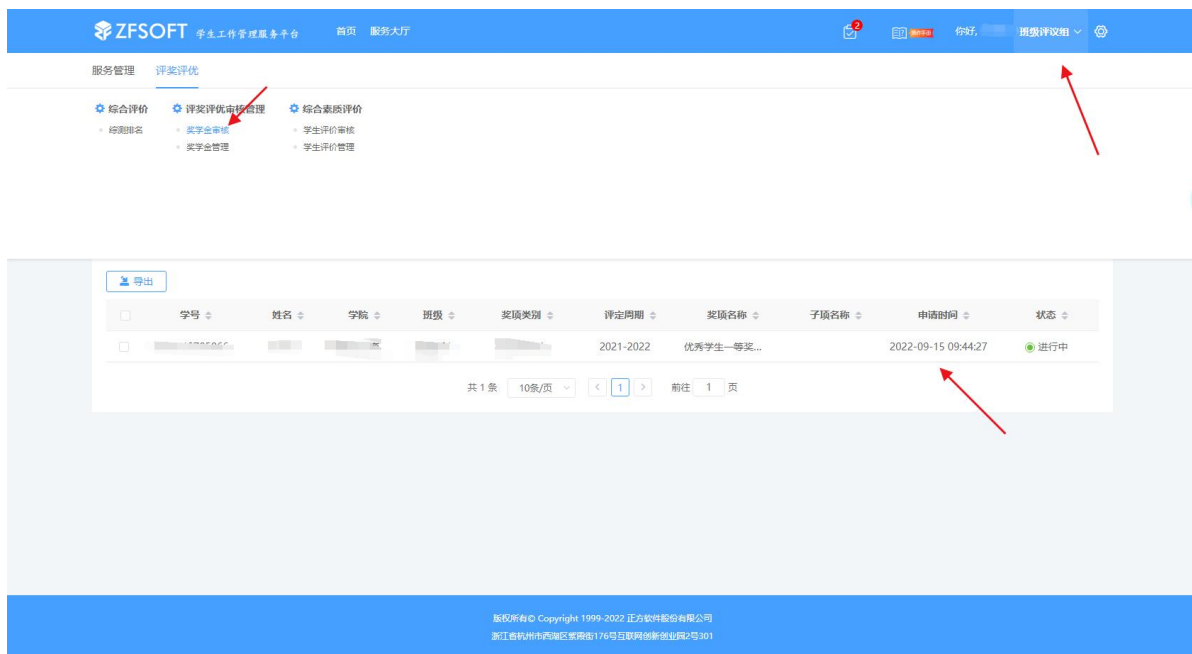 ZFSOFT 学生工作管理服务平台 首页 服务大厅 2 你好, 班级评议组
服务管理 评奖评优
综合评价 评奖评优审核管理 综合素质评价
综测排名 奖学金审核 学生评价审核
奖学金管理 学生评价管理
导出
学号 姓名 学院 班级 奖项类别 评定周期 奖项名称 子项名称 申请时间 状态
2021-2022 优秀学生一等奖... 2022-09-15 09:44:27 进行中
共 1 条 10条/页 < 1 > 前往 1 页
版权所有© Copyright 1999-2022 正方软件股份有限公司
浙江省杭州市西湖区紫霞街176号互联网创新创业园2号301